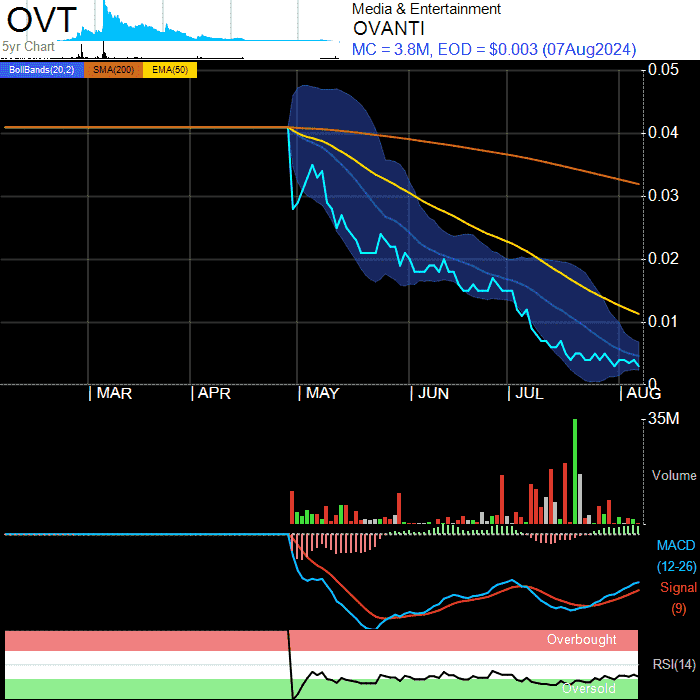 OVT
5yr Chart
Media & Entertainment
OVANTI
MC = 3.8M, EOD = $0.003 (07Aug2024)
BollBands(20,2) SMA(200) EMA(50)
0.05
0.04
0.03
0.02
0.01
0
MAR APR MAY JUN JUL AUG
35M
Volume
MACD
(12-26)
Signal
(9)
Overbought
RSI(14)
Oversold